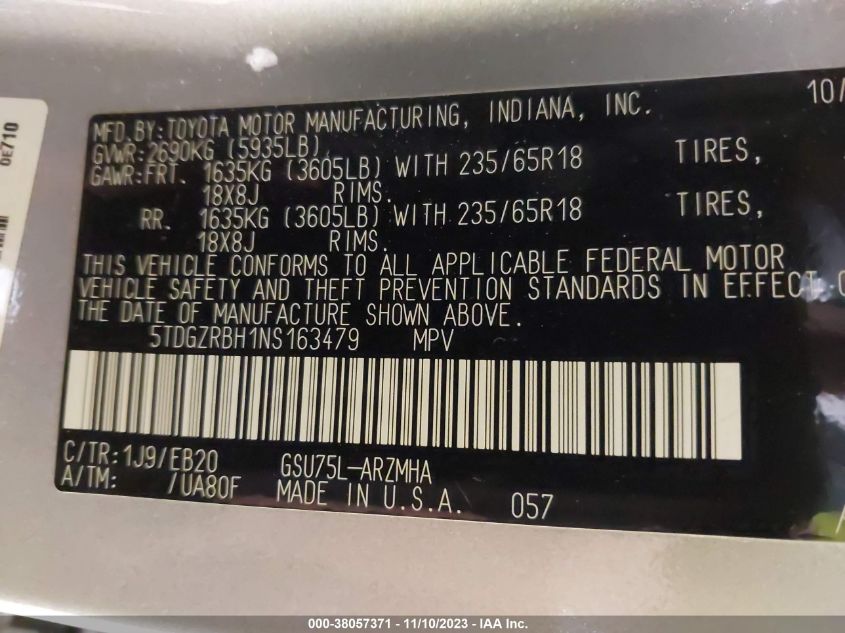 10/
MFD.BY:TOYOTA MOTOR MANUFACTURING, INDIANA, INC.
GVWR:2690KG (5935LB)
GAWR:FRT. 1635KG (3605LB) WITH 235/65R18 TIRES,
18X8J RIMS.
RR. 1635KG (3605LB) WITH 235/65R18 TIRES,
18X8J RIMS.
THIS VEHICLE CONFORMS TO ALL APPLICABLE FEDERAL MOTOR
VEHICLE SAFETY AND THEFT PREVENTION STANDARDS IN EFFECT
THE DATE OF MANUFACTURE SHOWN ABOVE.
5TDGZRBH1NS163479 MPV
C/TR:1J9/EB20 GSU75L-ARZMHA
A/TM: /UA80F MADE IN U.S.A. 057
0E710
000-38057371 - 11/10/2023 - IAA Inc.